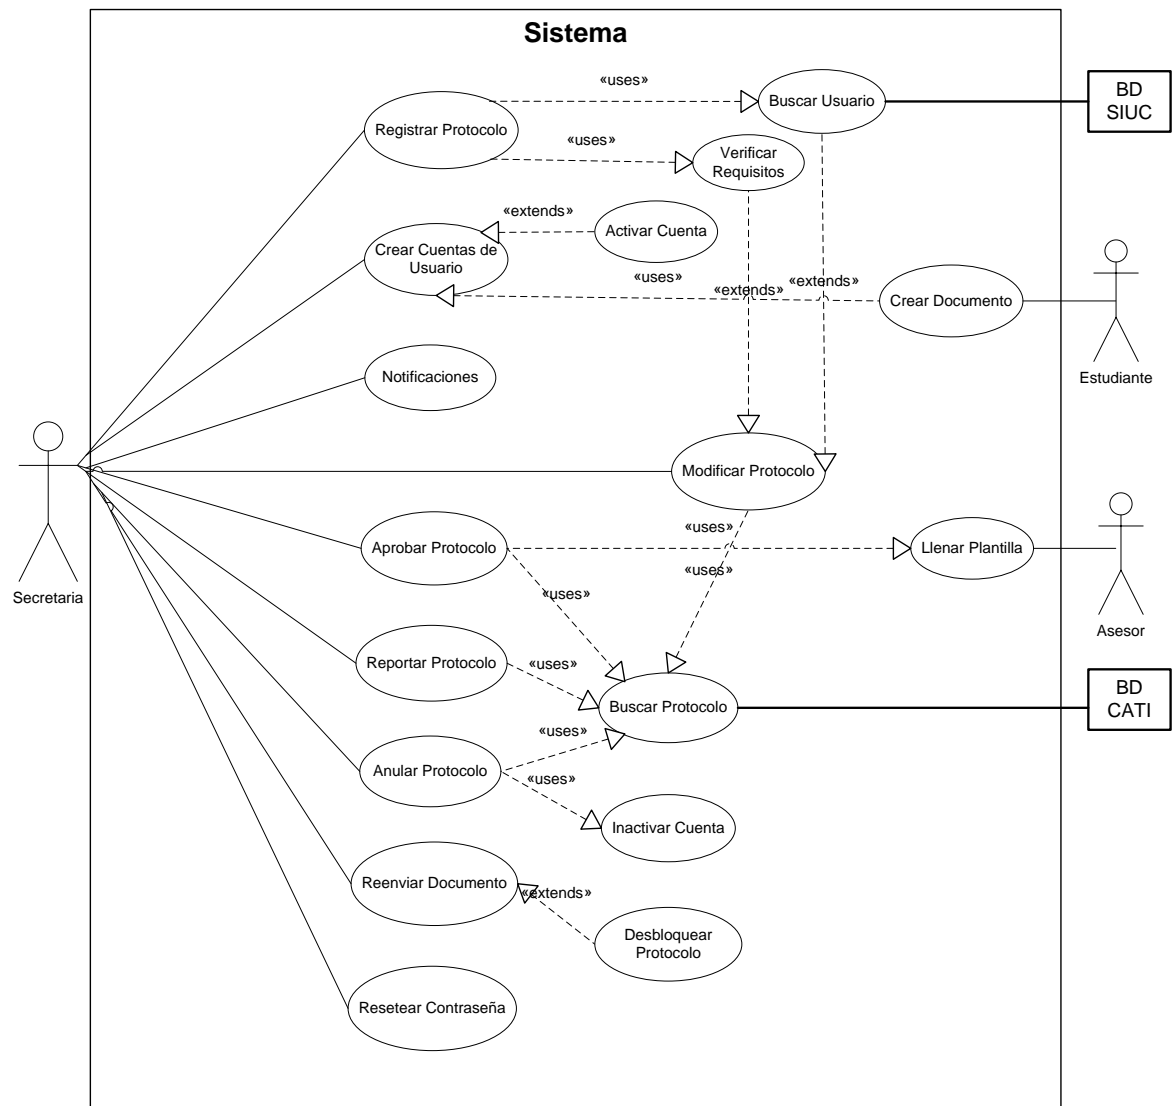 Sistema
«uses»
Buscar Usuario
BD
SIUC
Registrar Protocolo
«uses»
Verificar
Requisitos
«extends»
Activar Cuenta
Crear Cuentas de
Usuario
«uses»
«extends»
«extends»
Crear Documento
Estudiante
Notificaciones
Secretaria
Modificar Protocolo
«uses»
Aprobar Protocolo
Llenar Plantilla
«uses»
«uses»
Asesor
Reportar Protocolo
«uses»
Buscar Protocolo
BD
CATI
«uses»
Anular Protocolo
«uses»
Inactivar Cuenta
Reenviar Documento
«extends»
Desbloquear
Protocolo
Resetear Contraseña